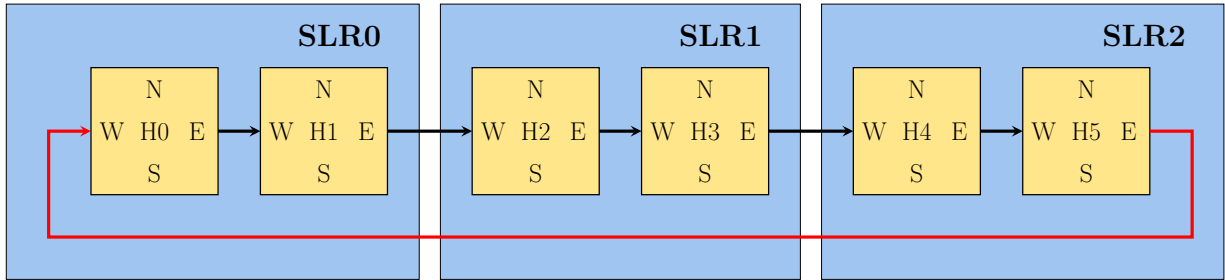 SLR0 SLR1 SLR2
N N N N N N
W H0 E W H1 E W H2 E W H3 E W H4 E W H5 E
S S S S S S